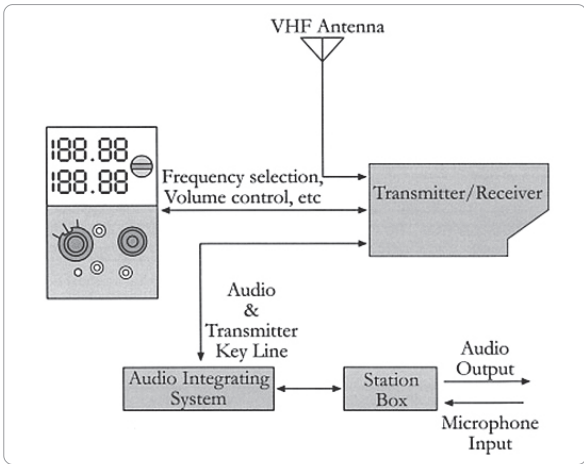 VHF Antenna
188.88
188.88
Frequency selection,
Volume control, etc
Transmitter/Receiver
Audio
&
Transmitter
Key Line
Audio Integrating
System
Station
Box
Audio
Output
Microphone
Input